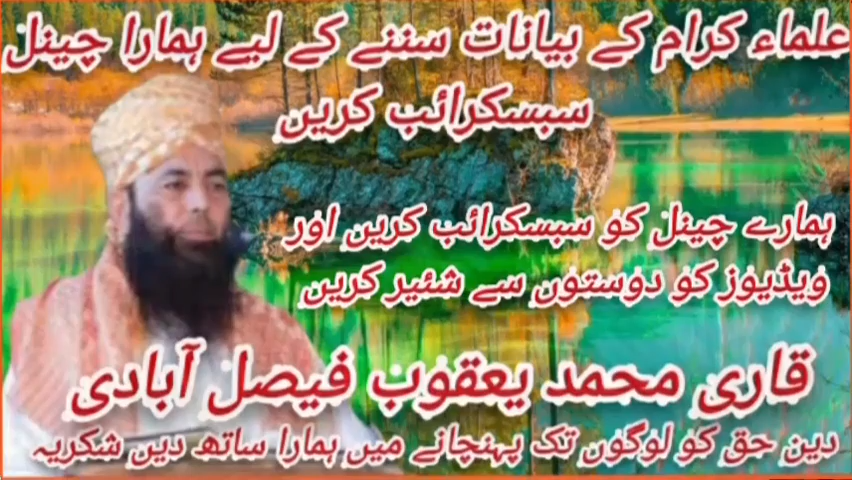 علماء کرام کے بیانات سننے کے لیے ہمارا چینل
سبسکرائب کریں
ہمارے چینل کو سبسکرائب کریں اور
ویڈیوز کو دوستوں سے شئیر کریں
قاری محمد یعقوب فیصل آبادی
دین حق کو لوگوں تک پہنچانے میں ہمارا ساتھ دیں شکریہ